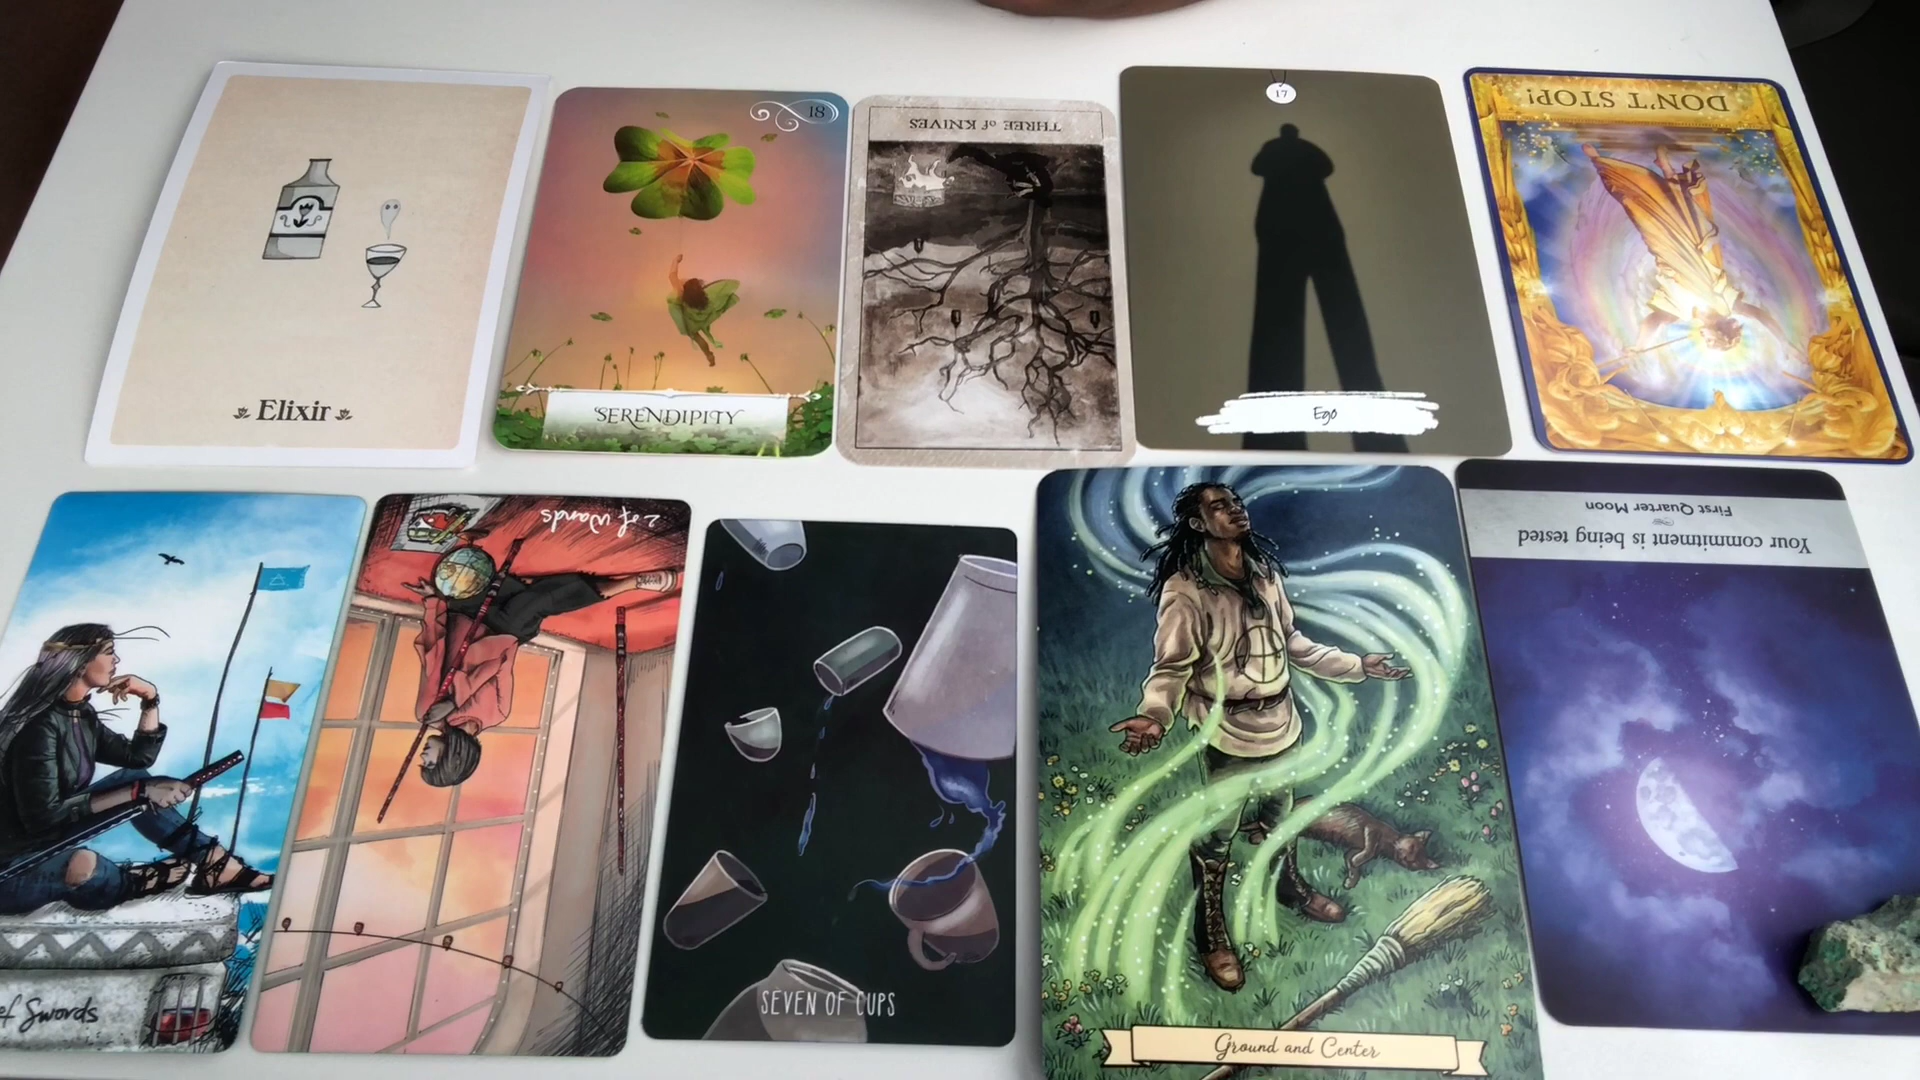 Elixir
18
SERENDIPITY
THREE of KNIVES
17
Ego
DON'T STOP!
of Swords
2 of Wands
SEVEN OF CUPS
Ground and Center
Your commitment is being tested
First Quarter Moon